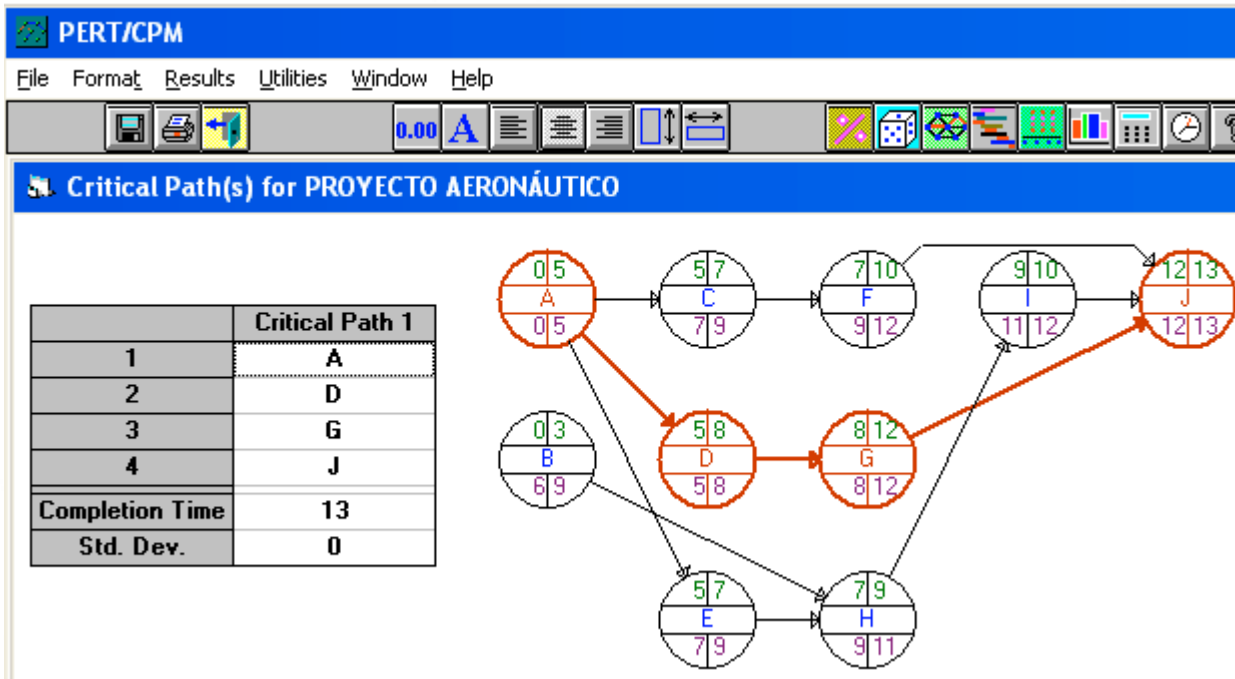 PERT/CPM
File Format Results Utilities Window Help
0.00 A
Critical Path(s) for PROYECTO AERONÁUTICO
Critical Path 1
1 A
2 D
3 G
4 J
Completion Time 13
Std. Dev. 0
0 5
A
0 5
5 7
C
7 9
7 10
F
9 12
9 10
I
11 12
12 13
J
12 13
0 3
B
6 9
5 8
D
5 8
8 12
G
8 12
5 7
E
7 9
7 9
H
9 11